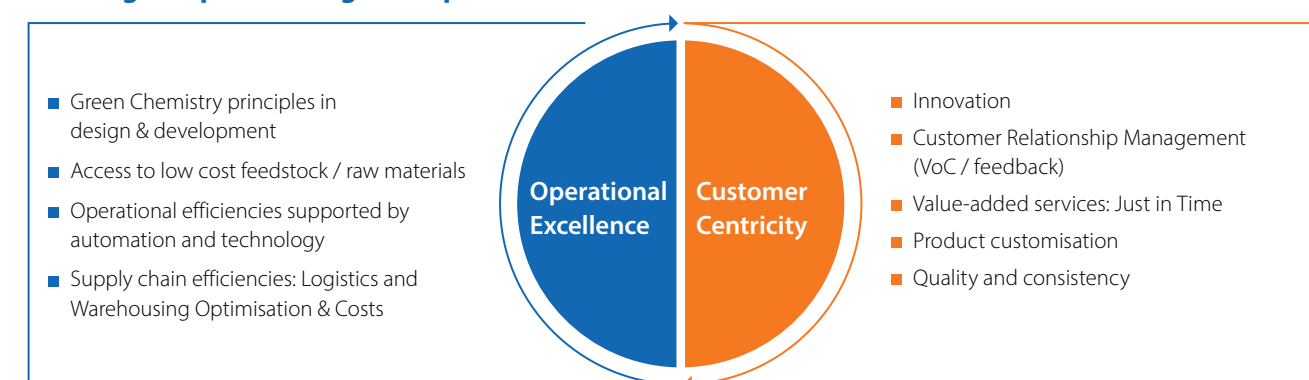 Green Chemistry principles in
design & development
Access to low cost feedstock / raw materials
Operational efficiencies supported by
automation and technology
Supply chain efficiencies: Logistics and
Warehousing Optimisation & Costs
Operational
Excellence
Customer
Centricity
Innovation
Customer Relationship Management
(VoC / feedback)
Value-added services: Just in Time
Product customisation
Quality and consistency